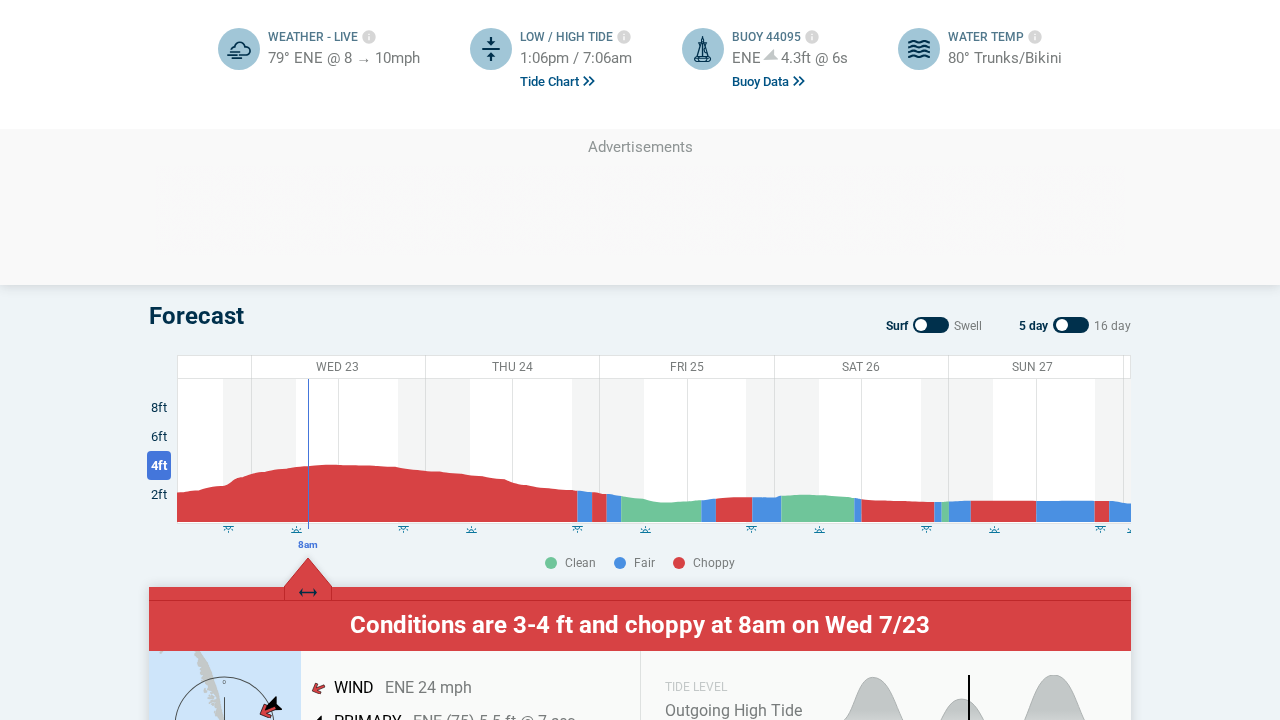 WEATHER - LIVE
79° ENE @ 8 → 10mph
LOW / HIGH TIDE
1:06pm / 7:06am
Tide Chart
BUOY 44095
ENE 4.3ft @ 6s
Buoy Data
WATER TEMP
80° Trunks/Bikini
Advertisements
Forecast
Surf Swell
5 day 16 day
WED 23 THU 24 FRI 25 SAT 26 SUN 27
8ft
6ft
4ft
2ft
8am
Clean Fair Choppy
Conditions are 3-4 ft and choppy at 8am on Wed 7/23
WIND ENE 24 mph
PRIMARY ENE (75) 5.5 ft @ 7 sec
TIDE LEVEL
Outgoing High Tide